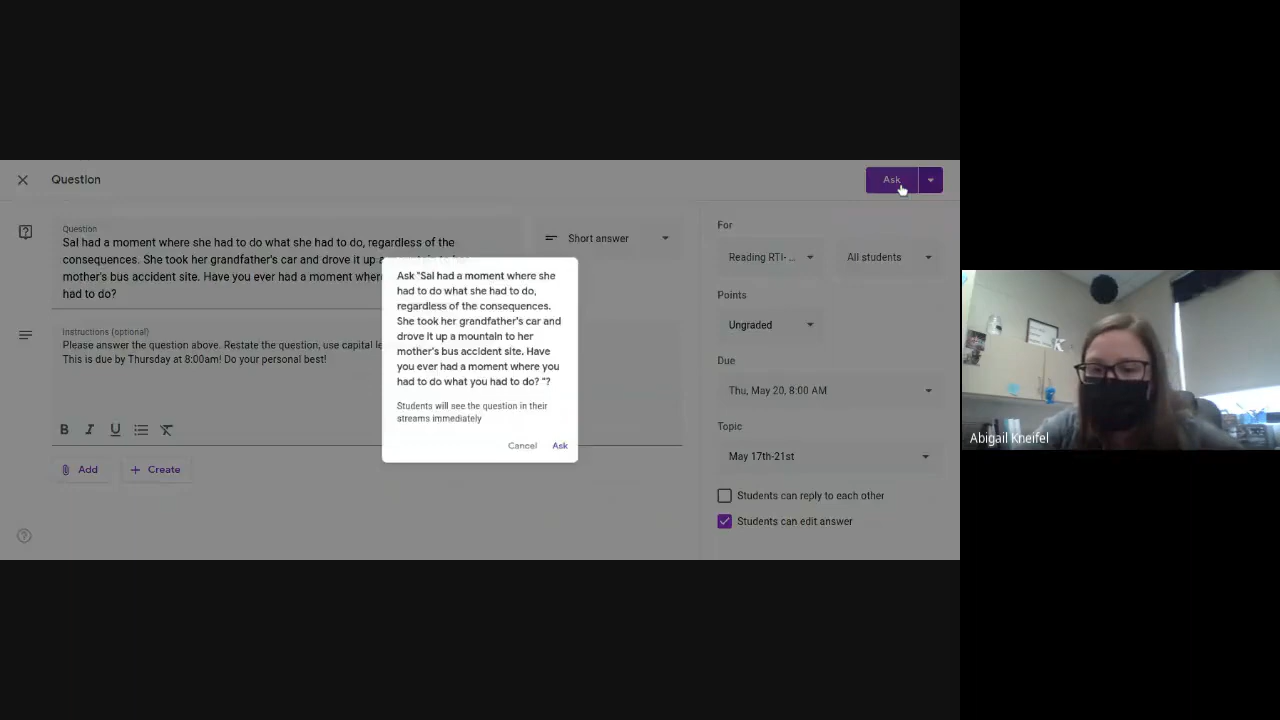 Question
Ask
Question
Sal had a moment where she had to do what she had to do, regardless of the
consequences. She took her grandfather's car and drove it up a mountain to her
mother's bus accident site. Have you ever had a moment where
had to do?
Short answer
Instructions (optional)
Please answer the question above. Restate the question, use capital le
This is due by Thursday at 8:00am! Do your personal best!
B I U
Add
Create
Ask "Sal had a moment where she
had to do what she had to do,
regardless of the consequences.
She took her grandfather's car and
drove it up a mountain to her
mother's bus accident site. Have
you ever had a moment where you
had to do what you had to do? "?
Students will see the question in their
streams immediately
Cancel
Ask
For
Reading RTI-...
All students
Points
Ungraded
Due
Thu, May 20, 8:00 AM
Topic
May 17th-21st
Students can reply to each other
Students can edit answer
Abigail Kneifel